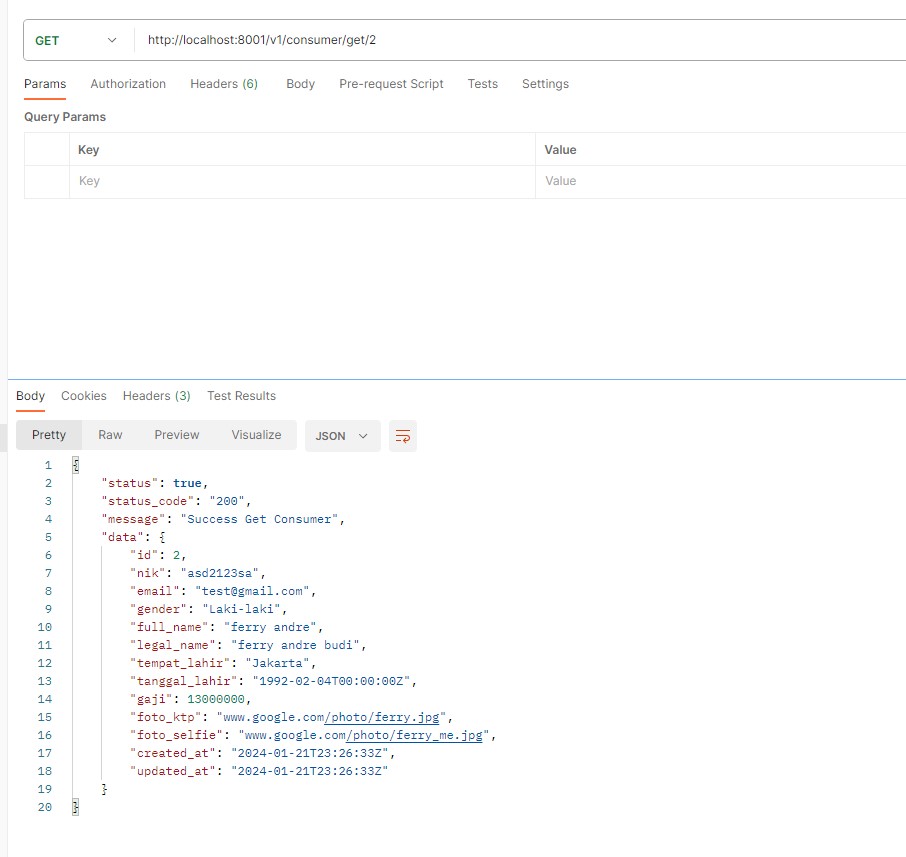 GET http://localhost:8001/v1/consumer/get/2
Params Authorization Headers (6) Body Pre-request Script Tests Settings
Query Params
Key Value
Key Value
Body Cookies Headers (3) Test Results
Pretty Raw Preview Visualize JSON
1 {
2 "status": true,
3 "status_code": "200",
4 "message": "Success Get Consumer",
5 "data": {
6 "id": 2,
7 "nik": "asd2123sa",
8 "email": "test@gmail.com",
9 "gender": "Laki-laki",
10 "full_name": "ferry andre",
11 "legal_name": "ferry andre budi",
12 "tempat_lahir": "Jakarta",
13 "tanggal_lahir": "1992-02-04T00:00:00Z",
14 "gaji": 13000000,
15 "foto_ktp": "www.google.com/photo/ferry.jpg",
16 "foto_selfie": "www.google.com/photo/ferry_me.jpg",
17 "created_at": "2024-01-21T23:26:33Z",
18 "updated_at": "2024-01-21T23:26:33Z"
19 }
20 }